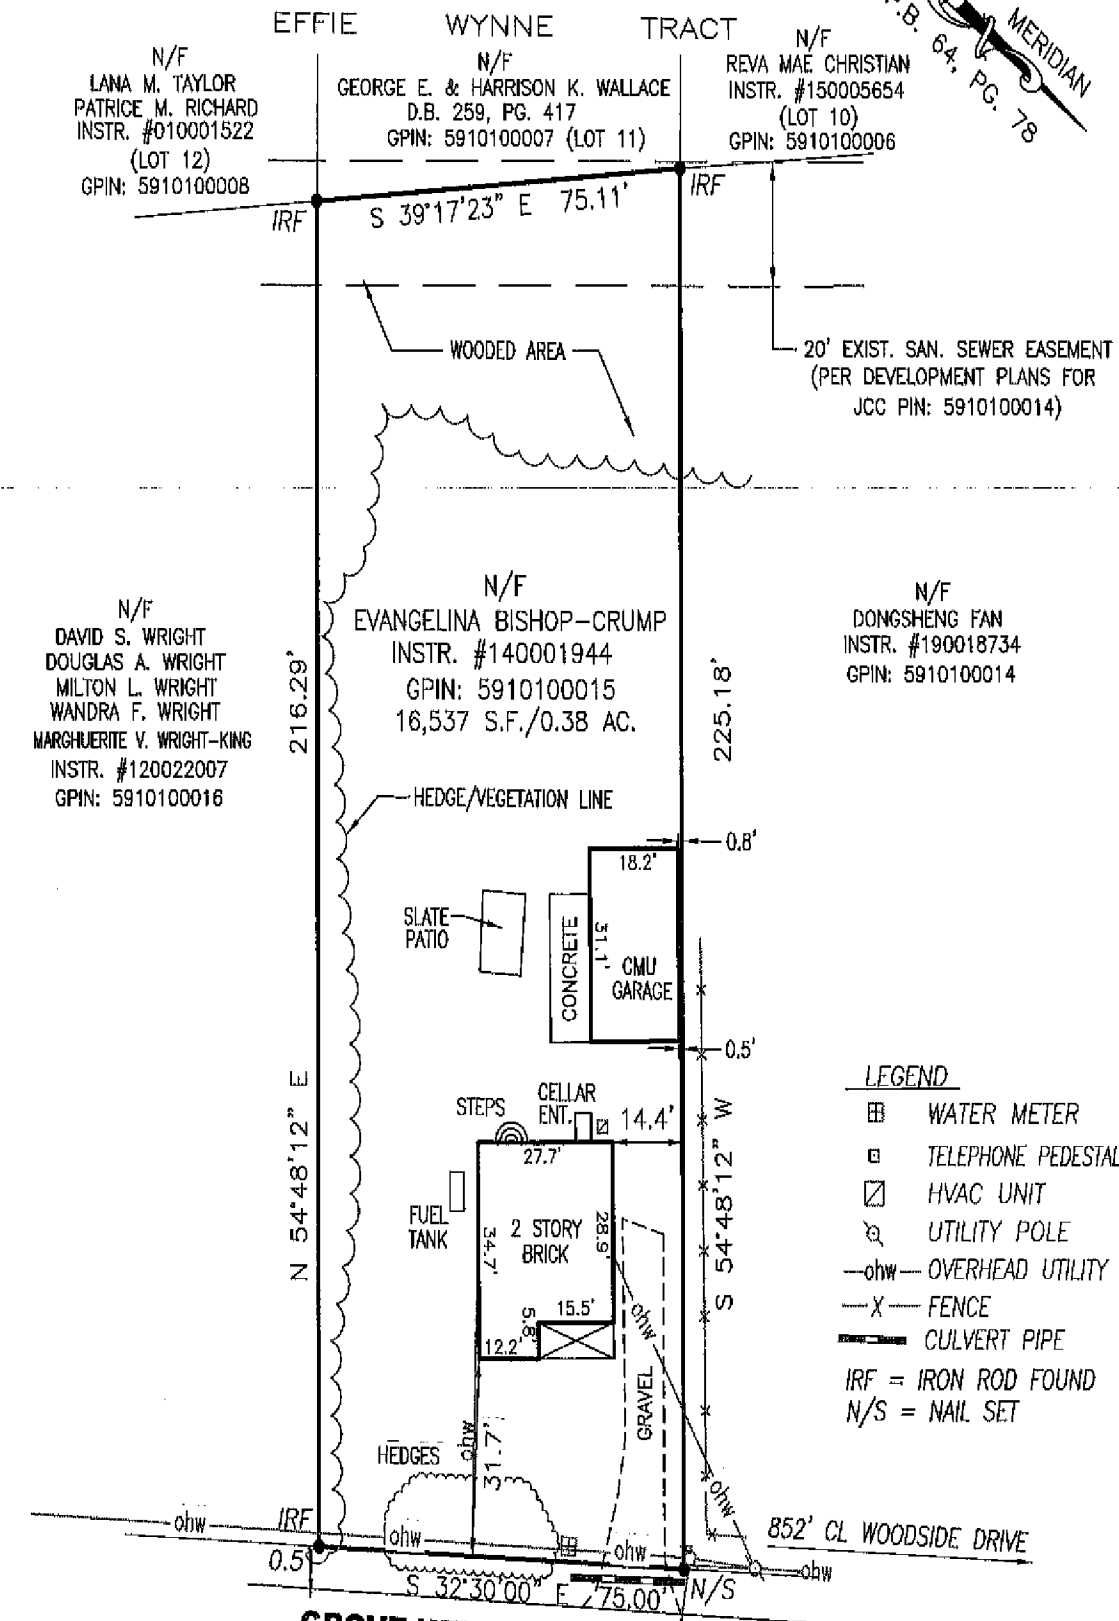 EFFIE WYNNE TRACT
MERIDIAN
P.B. 64, PG. 78
N/F
LANA M. TAYLOR
PATRICE M. RICHARD
INSTR. #010001522
(LOT 12)
GPIN: 5910100008
N/F
GEORGE E. & HARRISON K. WALLACE
D.B. 259, PG. 417
GPIN: 5910100007 (LOT 11)
N/F
REVA MAE CHRISTIAN
INSTR. #150005654
(LOT 10)
GPIN: 5910100006
IRF
S 39°17'23" E 75.11'
IRF
WOODED AREA
20' EXIST. SAN. SEWER EASEMENT
(PER DEVELOPMENT PLANS FOR
JCC PIN: 5910100014)
N/F
DAVID S. WRIGHT
DOUGLAS A. WRIGHT
MILTON L. WRIGHT
WANDRA F. WRIGHT
MARGHUERITE V. WRIGHT-KING
INSTR. #120022007
GPIN: 5910100016
216.29'
N/F
EVANGELINA BISHOP-CRUMP
INSTR. #140001944
GPIN: 5910100015
16,537 S.F./0.38 AC.
225.18'
N/F
DONGSHENG FAN
INSTR. #190018734
GPIN: 5910100014
HEDGE/VEGETATION LINE
0.8'
18.2'
SLATE
PATIO
CONCRETE
31.1'
CMU
GARAGE
0.5'
N 54°48'12" E
STEPS
CELLAR
ENT.
14.4'
S 54°48'12" W
27.7'
FUEL
TANK
34.7'
2 STORY
BRICK
28.9'
15.5'
5.8'
12.2'
ohw
GRAVEL
HEDGES
ohw
31.7'
ohw
LEGEND
WATER METER
TELEPHONE PEDESTAL
HVAC UNIT
UTILITY POLE
ohw OVERHEAD UTILITY
X FENCE
CULVERT PIPE
IRF = IRON ROD FOUND
N/S = NAIL SET
ohw
IRF
ohw
ohw
852' CL WOODSIDE DRIVE
ohw
0.5'
S 32°30'00" E 75.00'
N/S